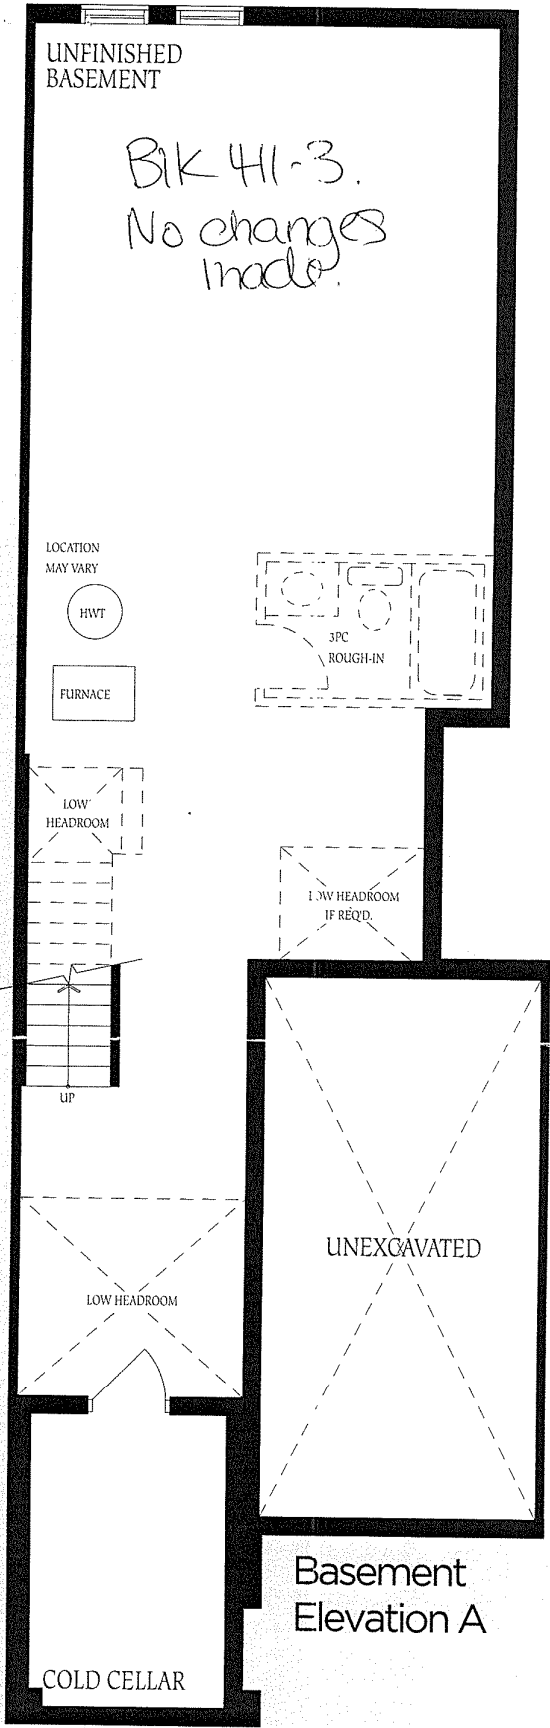 UNFINISHED
BASEMENT
Blk 411-3.
No changes
made.
LOCATION
MAY VARY
HWT
FURNACE
3PC
ROUGH-IN
LOW
HEADROOM
LOW HEADROOM
IF REQ'D.
UP
UNEXCAVATED
LOW HEADROOM
COLD CELLAR
Basement
Elevation A